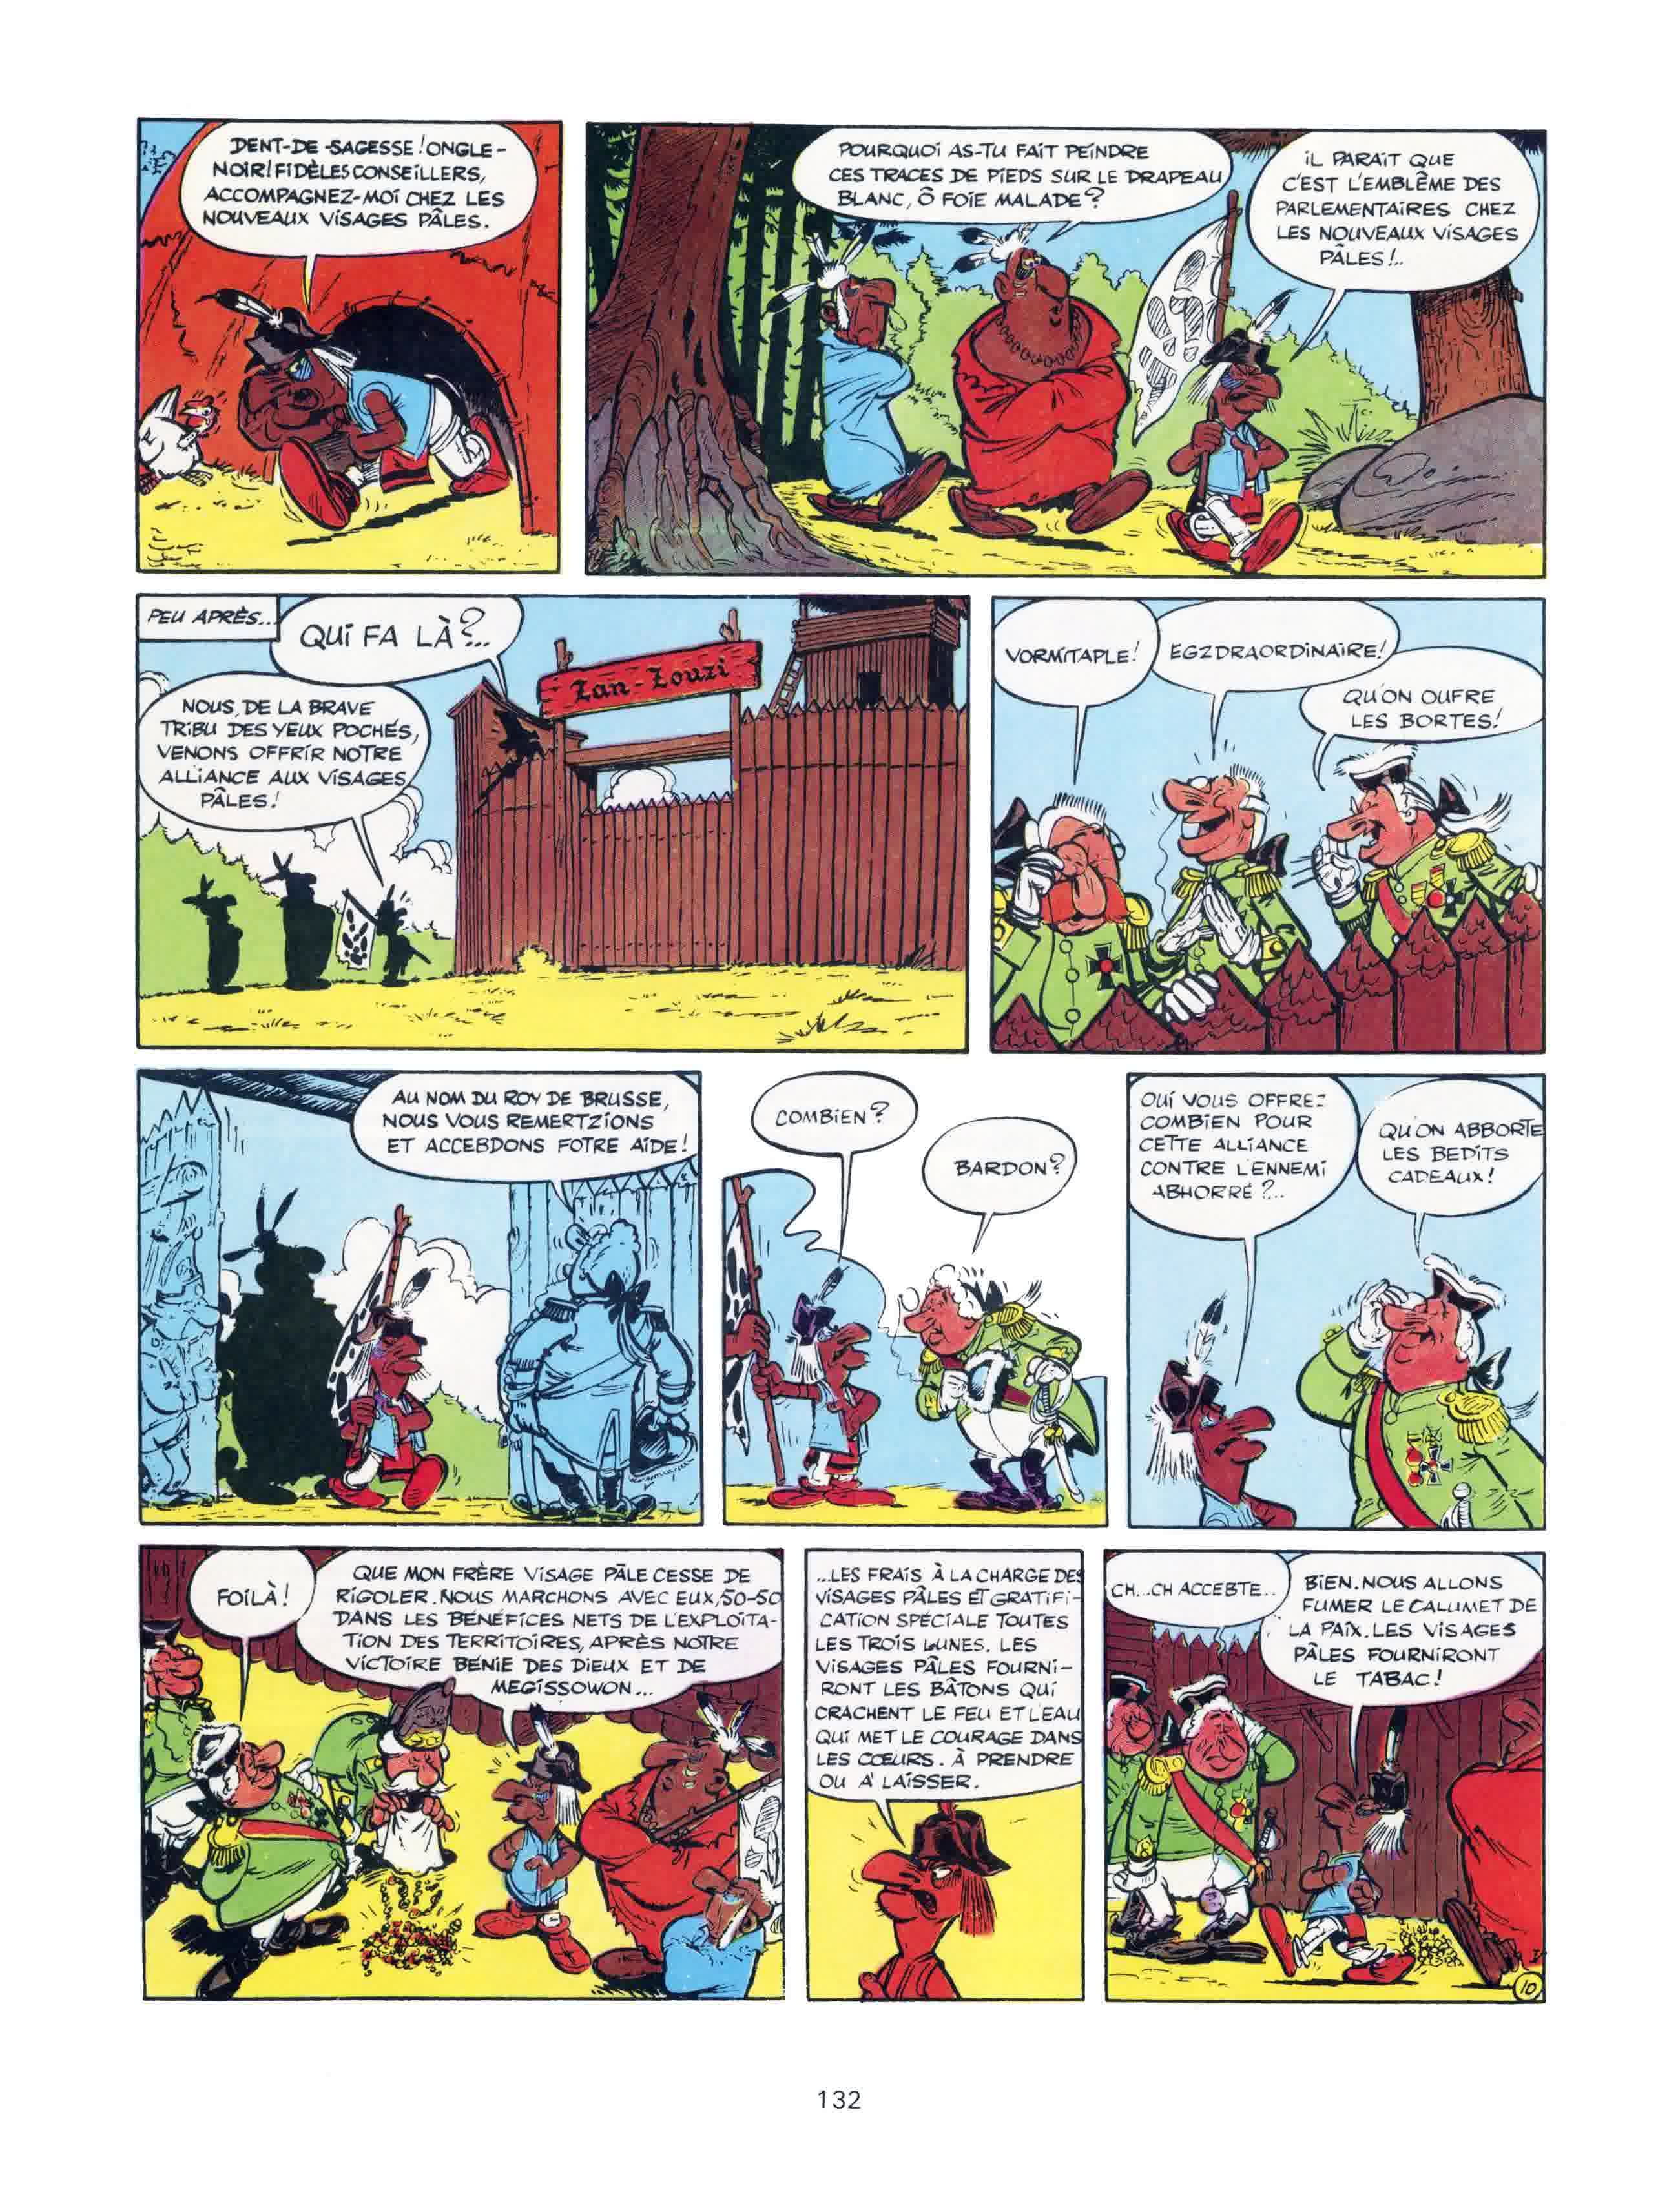 DENT-DE-SAGESSE! ONGLE-
NOIR! FIDÈLES CONSEILLERS,
ACCOMPAGNEZ-MOI CHEZ LES
NOUVEAUX VISAGES PÂLES.
POURQUOI AS-TU FAIT PEINDRE
CES TRACES DE PIEDS SUR LE DRAPEAU
BLANC, Ô FOIE MALADE?
IL PARAIT QUE
C'EST L'EMBLÊME DES
PARLEMENTAIRES CHEZ
LES NOUVEAUX VISAGES
PÂLES!..
PEU APRÈS...
QUI FA LÀ?...
NOUS, DE LA BRAVE
TRIBU DES YEUX POCHÉS,
VENONS OFFRIR NOTRE
ALLIANCE AUX VISAGES
PÂLES!
Zan-Zouzi
VORMITAPLE!
EGZDRAORDINAIRE!
QU'ON OUFRE
LES BORTES!
AU NOM DU ROY DE BRUSSE,
NOUS VOUS REMERTZIONS
ET ACCEBDONS FOTRE AIDE!
COMBIEN?
BARDON?
OUI VOUS OFFREZ
COMBIEN POUR
CETTE ALLIANCE
CONTRE L'ENNEMI
ABHORRÉ?...
QU'ON ABBORTE
LES BEDITS
CADEAUX!
FOILÀ!
QUE MON FRÈRE VISAGE PÂLE CESSE DE
RIGOLER. NOUS MARCHONS AVEC EUX, 50-50
DANS LES BÉNÉFICES NETS DE L'EXPLOITA-
TION DES TERRITOIRES, APRÈS NOTRE
VICTOIRE BÉNIE DES DIEUX ET DE
MEGISSOWON...
...LES FRAIS À LA CHARGE DES
VISAGES PÂLES ET GRATIFI-
CATION SPÉCIALE TOUTES
LES TROIS LUNES. LES
VISAGES PÂLES FOURNI-
RONT LES BÂTONS QUI
CRACHENT LE FEU ET L'EAU
QUI MET LE COURAGE DANS
LES CŒURS. À PRENDRE
OU À LAISSER.
CH...CH ACCEBTE..
BIEN. NOUS ALLONS
FUMER LE CALUMET DE
LA PAIX. LES VISAGES
PÂLES FOURNIRONT
LE TABAC!
10
132